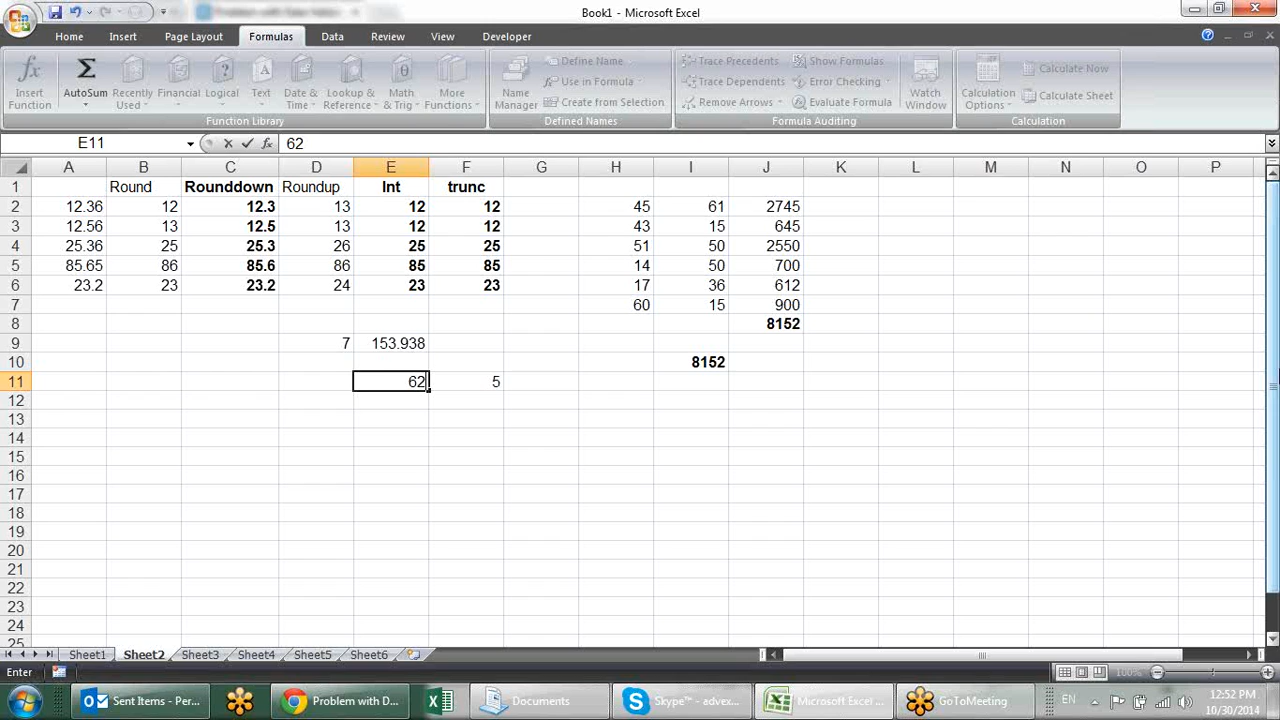 Book1 - Microsoft Excel
Home Insert Page Layout Formulas Data Review View Developer
Insert Function
AutoSum
Recently Used
Financial
Logical
Text
Date & Time
Lookup & Reference
Math & Trig
More Functions
Function Library
Name Manager
Define Name
Use in Formula
Create from Selection
Defined Names
Trace Precedents
Trace Dependents
Remove Arrows
Show Formulas
Error Checking
Evaluate Formula
Watch Window
Formula Auditing
Calculation Options
Calculate Now
Calculate Sheet
Calculation
E11 fx 62
A B C D E F G H I J K L M N O P
1 Round Rounddown Roundup Int trunc
2 12.36 12 12.3 13 12 12 45 61 2745
3 12.56 13 12.5 13 12 12 43 15 645
4 25.36 25 25.3 26 25 25 51 50 2550
5 85.65 86 85.6 86 85 85 14 50 700
6 23.2 23 23.2 24 23 23 17 36 612
7 60 15 900
8 8152
9 7 153.938
10 8152
11 62 5
12
13
14
15
16
17
18
19
20
21
22
23
24
25
Sheet1 Sheet2 Sheet3 Sheet4 Sheet5 Sheet6
Enter 100%
Sent Items - Per... Problem with D... Documents Skype™ - advex... Microsoft Excel ... GoToMeeting EN 12:52 PM
10/30/2014